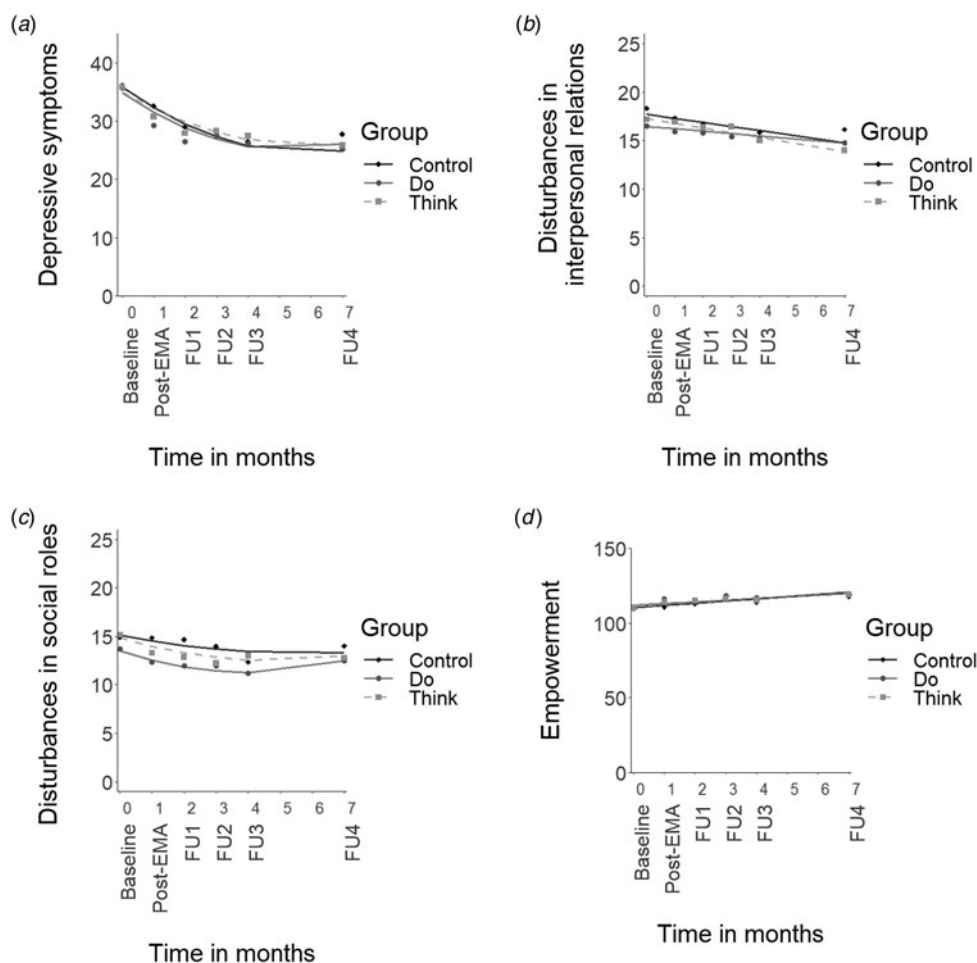 (a)
Depressive symptoms
40
30
20
10
0
0 1 2 3 4 5 6 7
Baseline
Post-EMA
FU1
FU2
FU3
FU4
Time in months
Group
Control
Do
Think
(b)
Disturbances in
interpersonal relations
25
20
15
10
5
0
0 1 2 3 4 5 6 7
Baseline
Post-EMA
FU1
FU2
FU3
FU4
Time in months
Group
Control
Do
Think
(c)
Disturbances in social roles
25
20
15
10
5
0
0 1 2 3 4 5 6 7
Baseline
Post-EMA
FU1
FU2
FU3
FU4
Time in months
Group
Control
Do
Think
(d)
Empowerment
150
100
50
0
0 1 2 3 4 5 6 7
Baseline
Post-EMA
FU1
FU2
FU3
FU4
Time in months
Group
Control
Do
Think